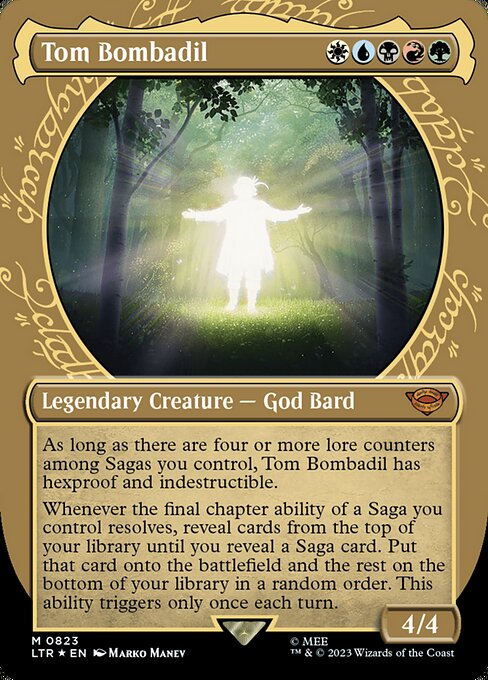 Tom Bombadil
Legendary Creature — God Bard
As long as there are four or more lore counters
among Sagas you control, Tom Bombadil has
hexproof and indestructible.
Whenever the final chapter ability of a Saga you
control resolves, reveal cards from the top of
your library until you reveal a Saga card. Put
that card onto the battlefield and the rest on the
bottom of your library in a random order. This
ability triggers only once each turn.
4/4
M 0823
LTR ★ EN Marko Manev
© MEE
™ & © 2023 Wizards of the Coast